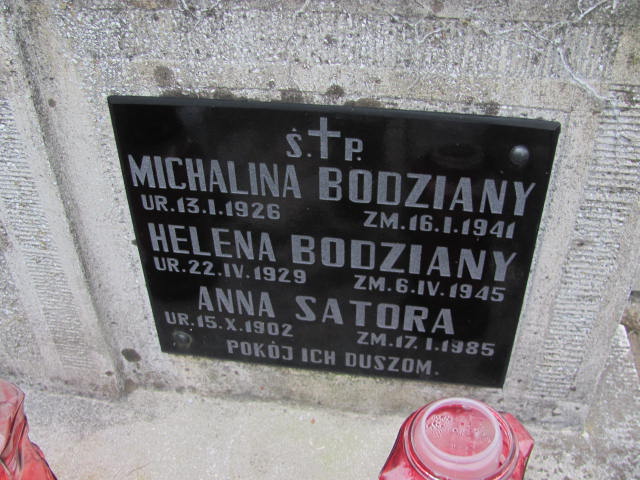 Ś. P.
MICHALINA BODZIANY
UR. 13. I. 1926 ZM. 16. I. 1941
HELENA BODZIANY
UR. 22. IV. 1929 ZM. 6. IV. 1945
ANNA SATORA
UR. 15. X. 1902 ZM. 17. I. 1985
POKÓJ ICH DUSZOM.